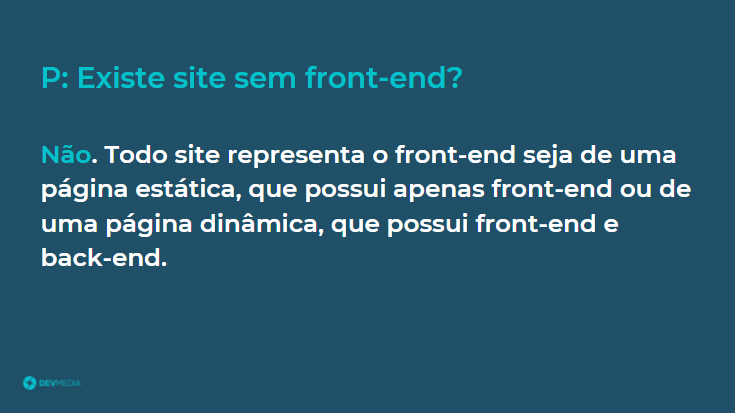 P: Existe site sem front-end?
Não. Todo site representa o front-end seja de uma
página estática, que possui apenas front-end ou de
uma página dinâmica, que possui front-end e
back-end.
DEVMEDIA